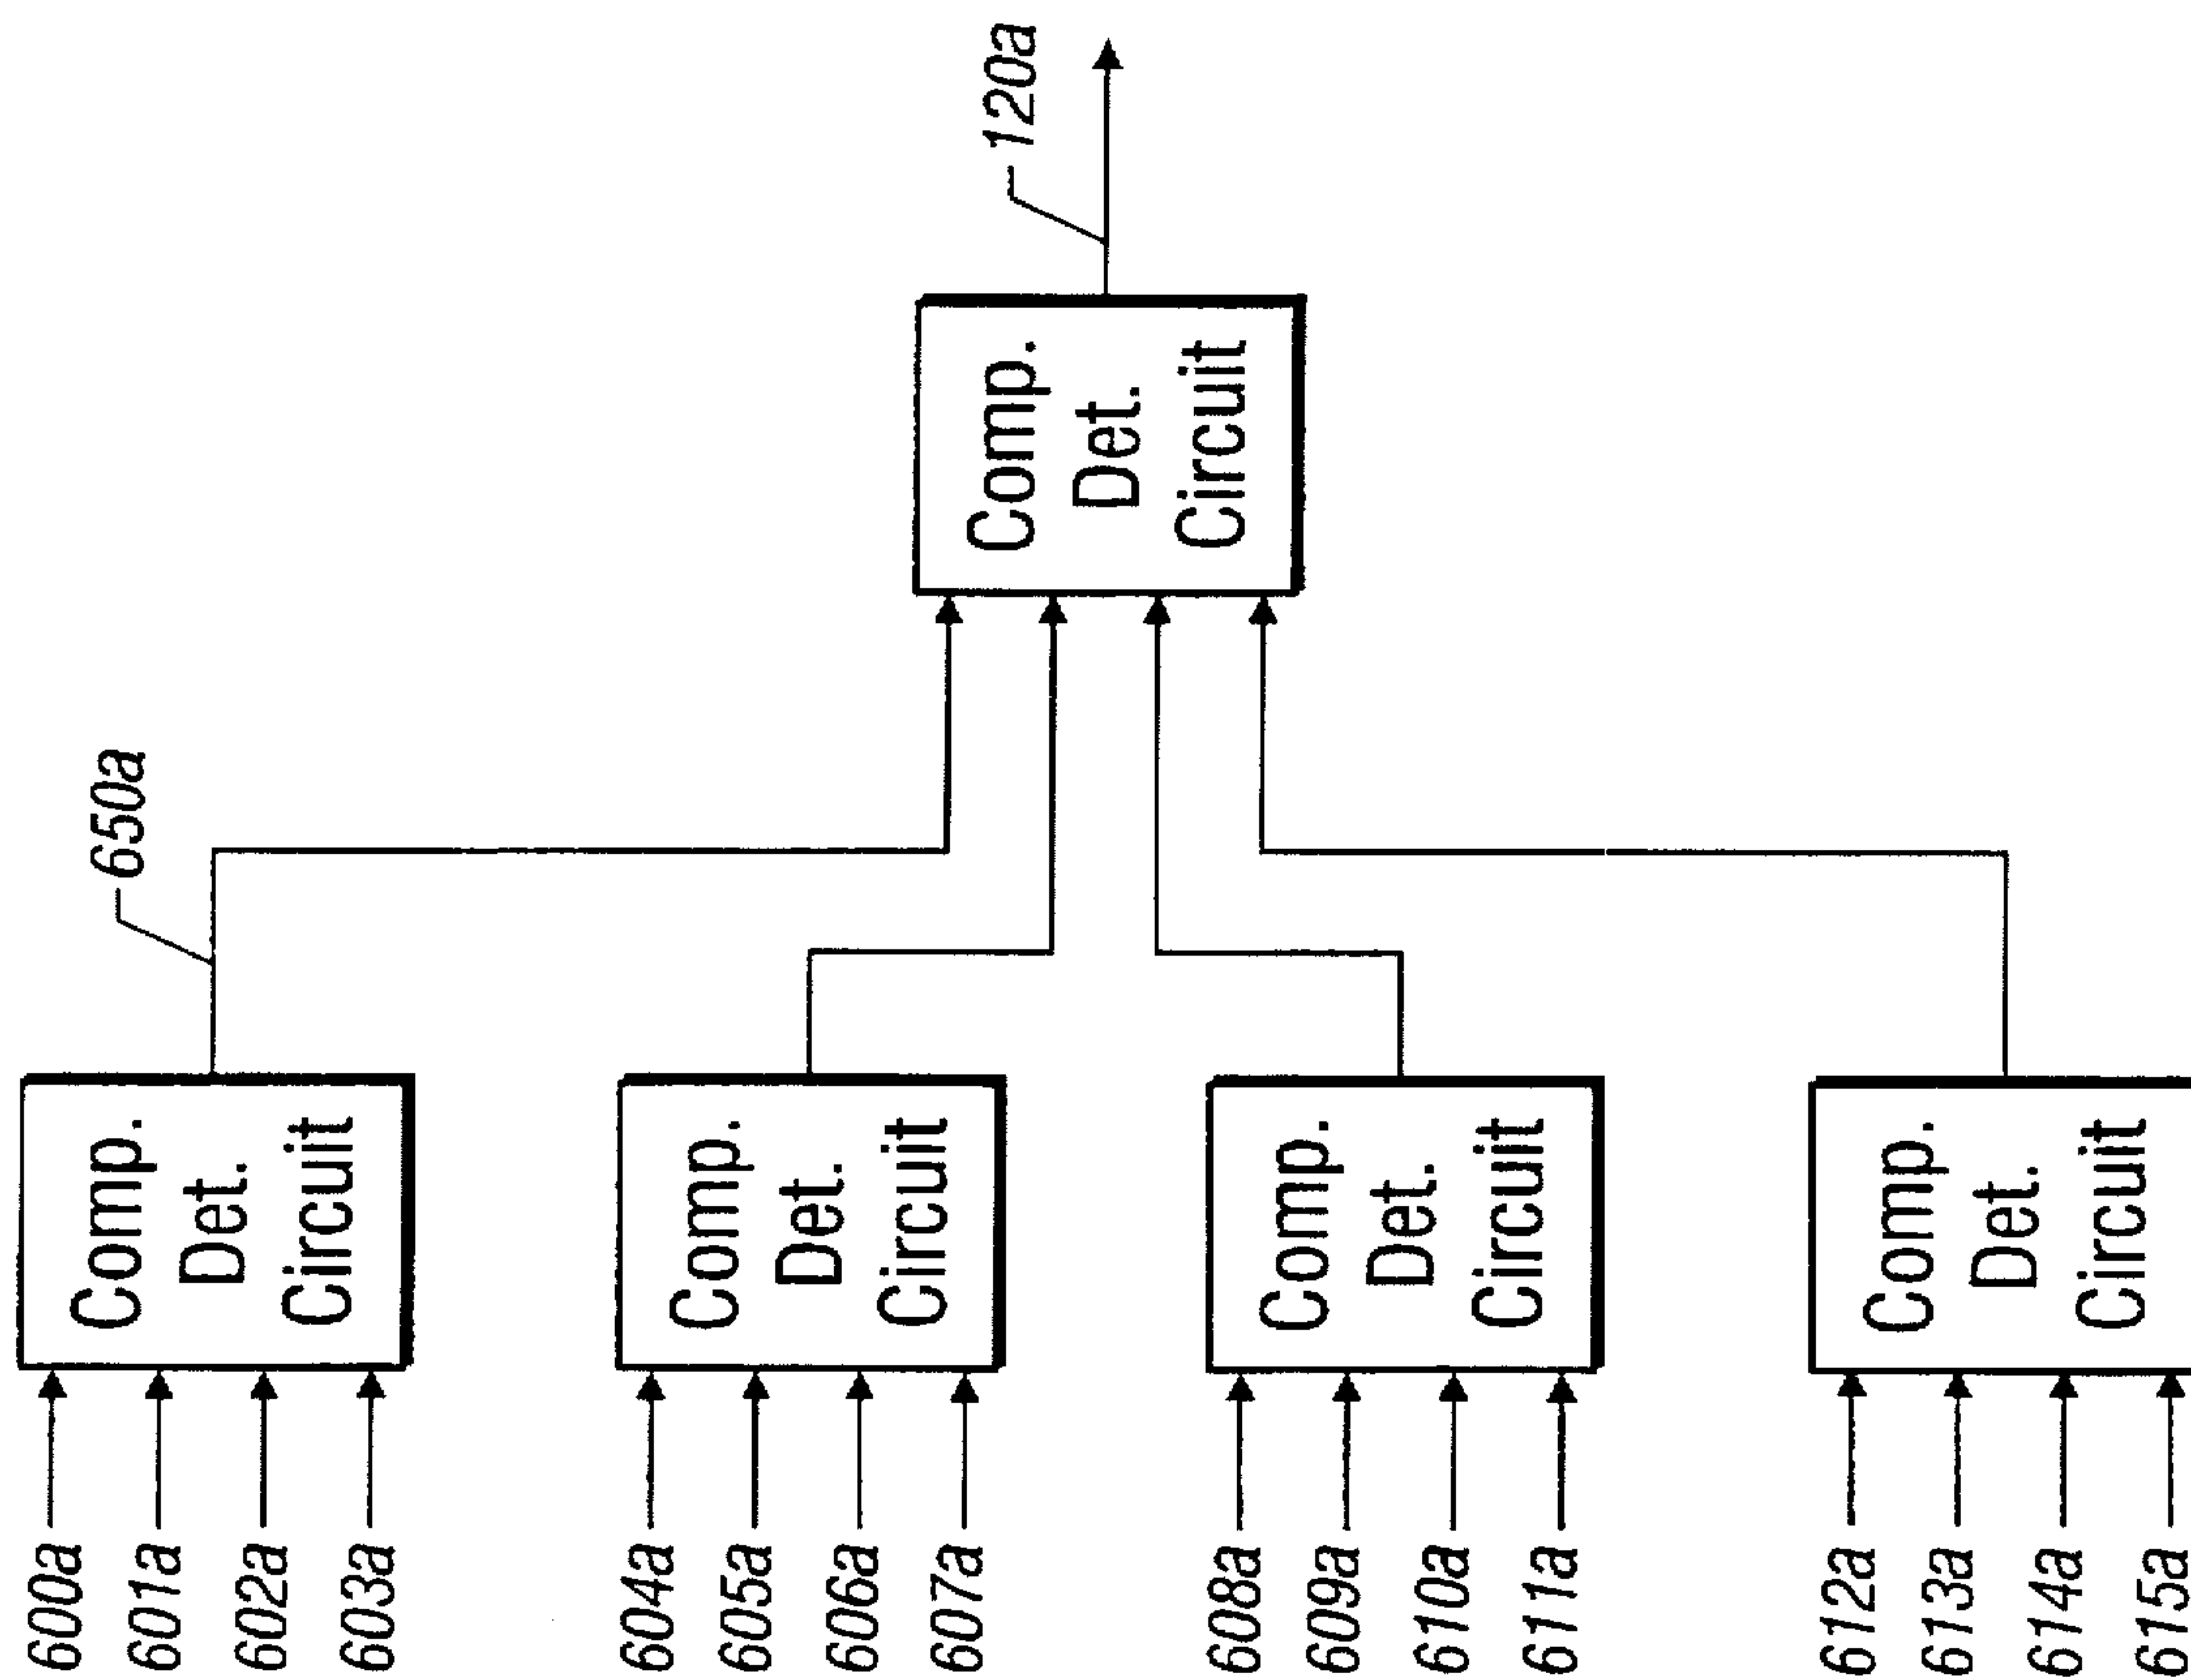 600a
601a
602a
603a
Comp.
Det.
Circuit
650a
604a
605a
606a
607a
Comp.
Det.
Circuit
Comp.
Det.
Circuit
120a
608a
609a
610a
611a
Comp.
Det.
Circuit
612a
613a
614a
615a
Comp.
Det.
Circuit